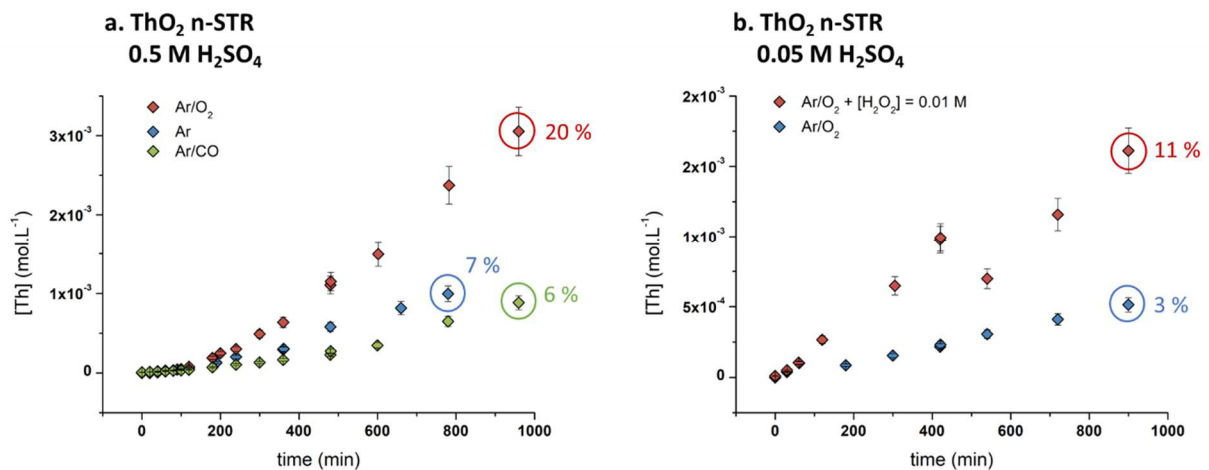 a. ThO₂ n-STR
0.5 M H₂SO₄
Ar/O₂
Ar
Ar/CO
20 %
7 %
6 %
3x10⁻³
2x10⁻³
1x10⁻³
0
[Th] (mol.L⁻¹)
0 200 400 600 800 1000
time (min)
b. ThO₂ n-STR
0.05 M H₂SO₄
Ar/O₂ + [H₂O₂] = 0.01 M
Ar/O₂
11 %
3 %
2x10⁻³
2x10⁻³
1x10⁻³
5x10⁻⁴
0
[Th] (mol.L⁻¹)
0 200 400 600 800 1000
time (min)